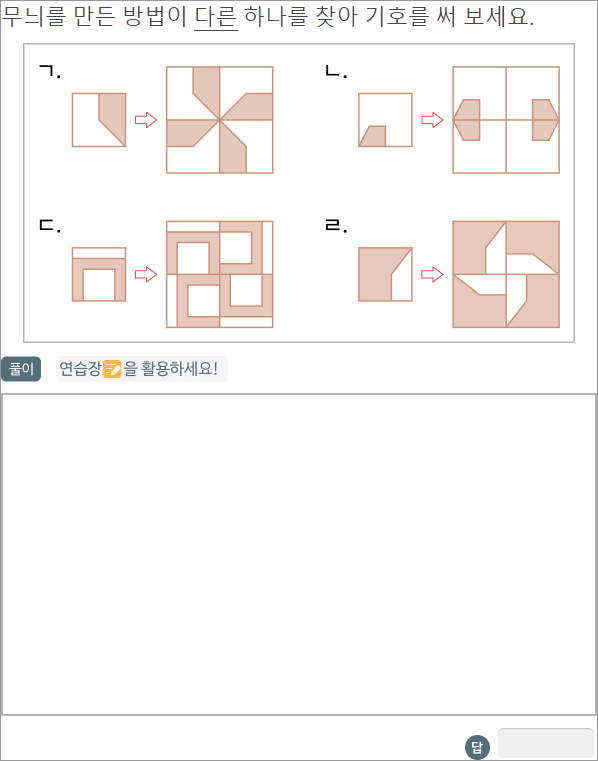 무늬를 만든 방법이 다른 하나를 찾아 기호를 써 보세요.
ㄱ. ㄴ.
ㄷ. ㄹ.
풀이 연습장을 활용하세요!
답